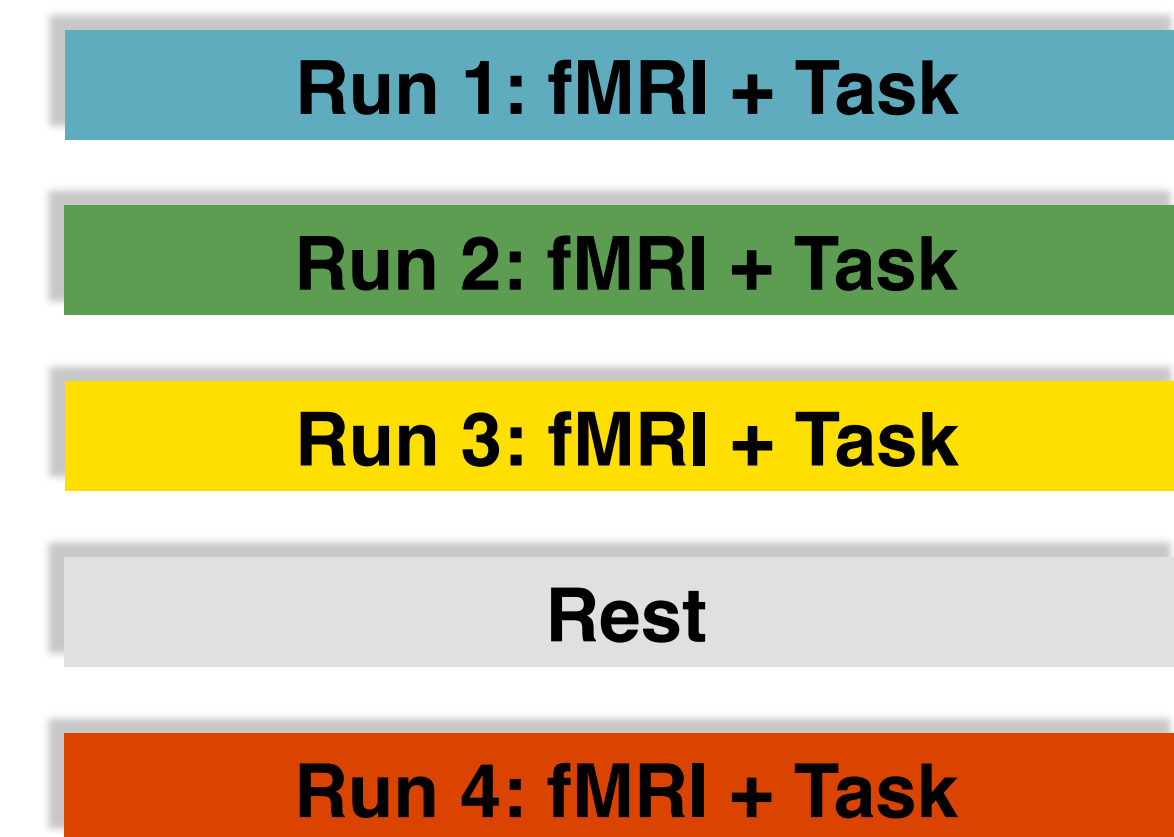 Run 1: fMRI + Task
Run 2: fMRI + Task
Run 3: fMRI + Task
Rest
Run 4: fMRI + Task